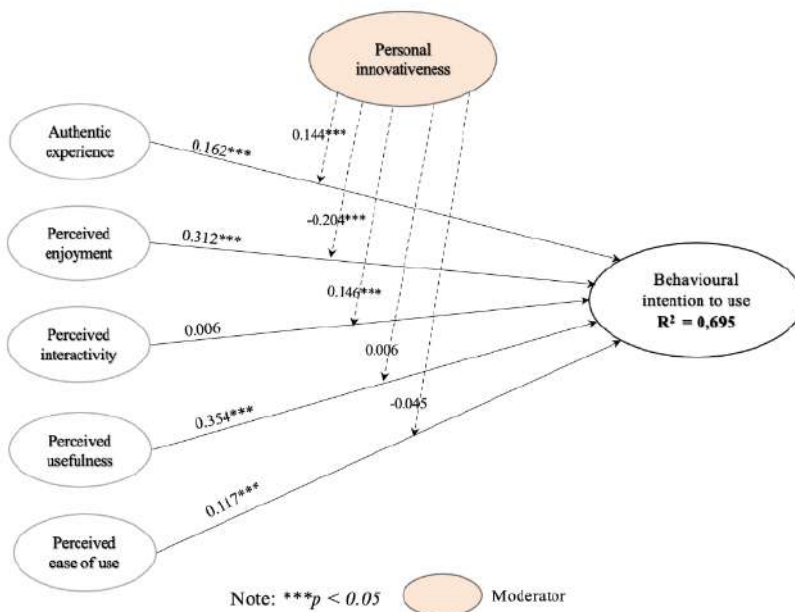 Personal
innovativeness
Authentic
experience
0.144***
0.162***
Perceived
enjoyment
-0.204***
0.312***
Behavioural
intention to use
R² = 0,695
Perceived
interactivity
0.146***
0.006
0.006
Perceived
usefulness
0.354***
-0.045
Perceived
ease of use
0.117***
Note: ***p < 0.05
Moderator